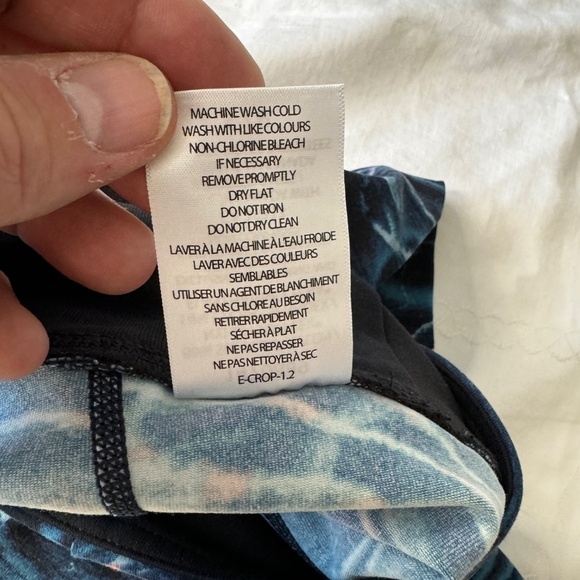 MACHINE WASH COLD
WASH WITH LIKE COLOURS
NON-CHLORINE BLEACH
IF NECESSARY
REMOVE PROMPTLY
DRY FLAT
DO NOT IRON
DO NOT DRY CLEAN
LAVER À LA MACHINE À L'EAU FROIDE
LAVER AVEC DES COULEURS
SEMBLABLES
UTILISER UN AGENT DE BLANCHIMENT
SANS CHLORE AU BESOIN
RETIRER RAPIDEMENT
SÉCHER À PLAT
NE PAS REPASSER
NE PAS NETTOYER À SEC
E-CROP-1.2